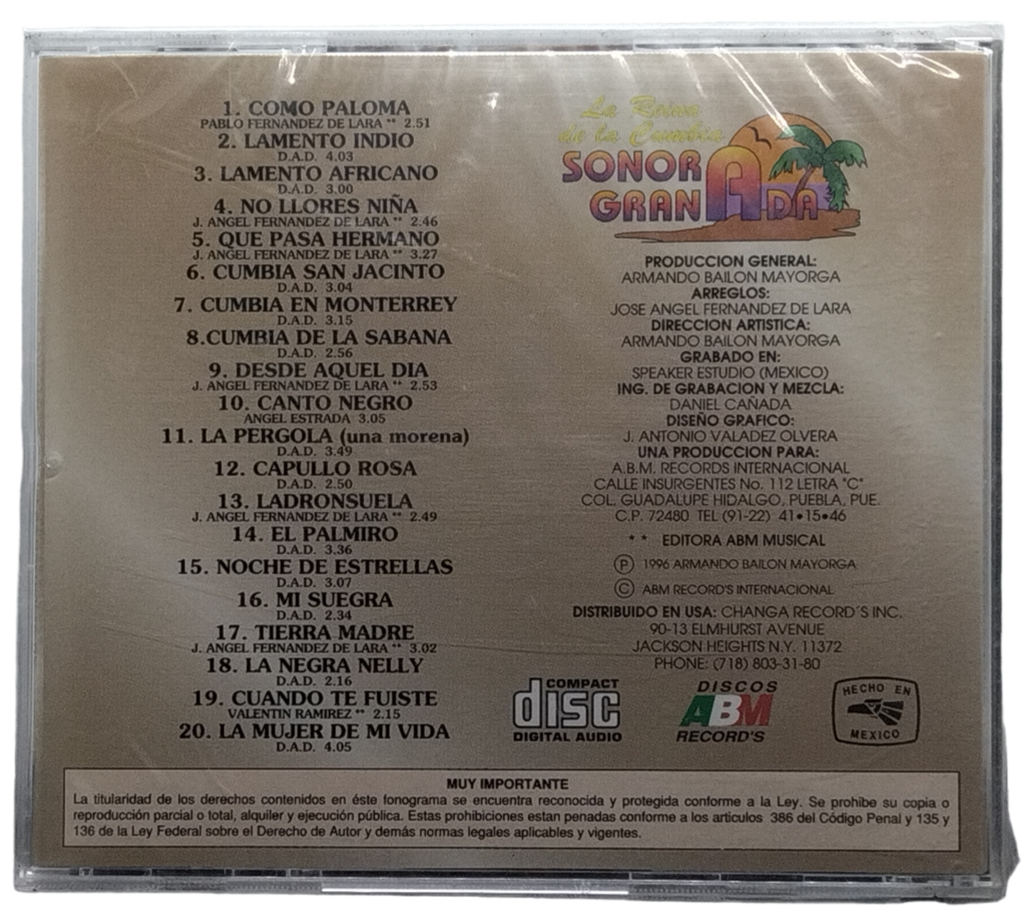 1. COMO PALOMA
PABLO FERNANDEZ DE LARA ** 2.51
2. LAMENTO INDIO
D.A.D. 4.03
3. LAMENTO AFRICANO
D.A.D. 3.00
4. NO LLORES NIÑA
J. ANGEL FERNANDEZ DE LARA ** 2.46
5. QUE PASA HERMANO
J. ANGEL FERNANDEZ DE LARA ** 3.27
6. CUMBIA SAN JACINTO
D.A.D. 3.04
7. CUMBIA EN MONTERREY
D.A.D. 3.15
8.CUMBIA DE LA SABANA
D.A.D. 2.56
9. DESDE AQUEL DIA
J. ANGEL FERNANDEZ DE LARA ** 2.53
10. CANTO NEGRO
ANGEL ESTRADA 3.05
11. LA PERGOLA (una morena)
D.A.D. 3.49
12. CAPULLO ROSA
D.A.D. 2.50
13. LADRONSUELA
J. ANGEL FERNANDEZ DE LARA ** 2.49
14. EL PALMIRO
D.A.D. 3.36
15. NOCHE DE ESTRELLAS
D.A.D. 3.07
16. MI SUEGRA
D.A.D. 2.34
17. TIERRA MADRE
J. ANGEL FERNANDEZ DE LARA ** 3.02
18. LA NEGRA NELLY
D.A.D. 2.16
19. CUANDO TE FUISTE
VALENTIN RAMIREZ ** 2.15
20. LA MUJER DE MI VIDA
D.A.D. 4.05
La Reina
de la Cumbia
SONORA
GRANADA
PRODUCCION GENERAL:
ARMANDO BAILON MAYORGA
ARREGLOS:
JOSE ANGEL FERNANDEZ DE LARA
DIRECCION ARTISTICA:
ARMANDO BAILON MAYORGA
GRABADO EN:
SPEAKER ESTUDIO (MEXICO)
ING. DE GRABACION Y MEZCLA:
DANIEL CAÑADA
DISEÑO GRAFICO:
J. ANTONIO VALADEZ OLVERA
UNA PRODUCCION PARA:
A.B.M. RECORDS INTERNACIONAL
CALLE INSURGENTES No. 112 LETRA "C"
COL. GUADALUPE HIDALGO, PUEBLA, PUE.
C.P. 72480 TEL (91-22) 41•15•46
** EDITORA ABM MUSICAL
Ⓟ 1996 ARMANDO BAILON MAYORGA
© ABM RECORD'S INTERNACIONAL
DISTRIBUIDO EN USA: CHANGA RECORD'S INC.
90-13 ELMHURST AVENUE
JACKSON HEIGHTS N.Y. 11372
PHONE: (718) 803-31-80
COMPACT
disc
DIGITAL AUDIO
DISCOS
ABM
RECORD'S
HECHO EN
MEXICO
MUY IMPORTANTE
La titularidad de los derechos contenidos en éste fonograma se encuentra reconocida y protegida conforme a la Ley. Se prohibe su copia o
reproducción parcial o total, alquiler y ejecución pública. Estas prohibiciones estan penadas conforme a los articulos 386 del Código Penal y 135 y
136 de la Ley Federal sobre el Derecho de Autor y demás normas legales aplicables y vigentes.